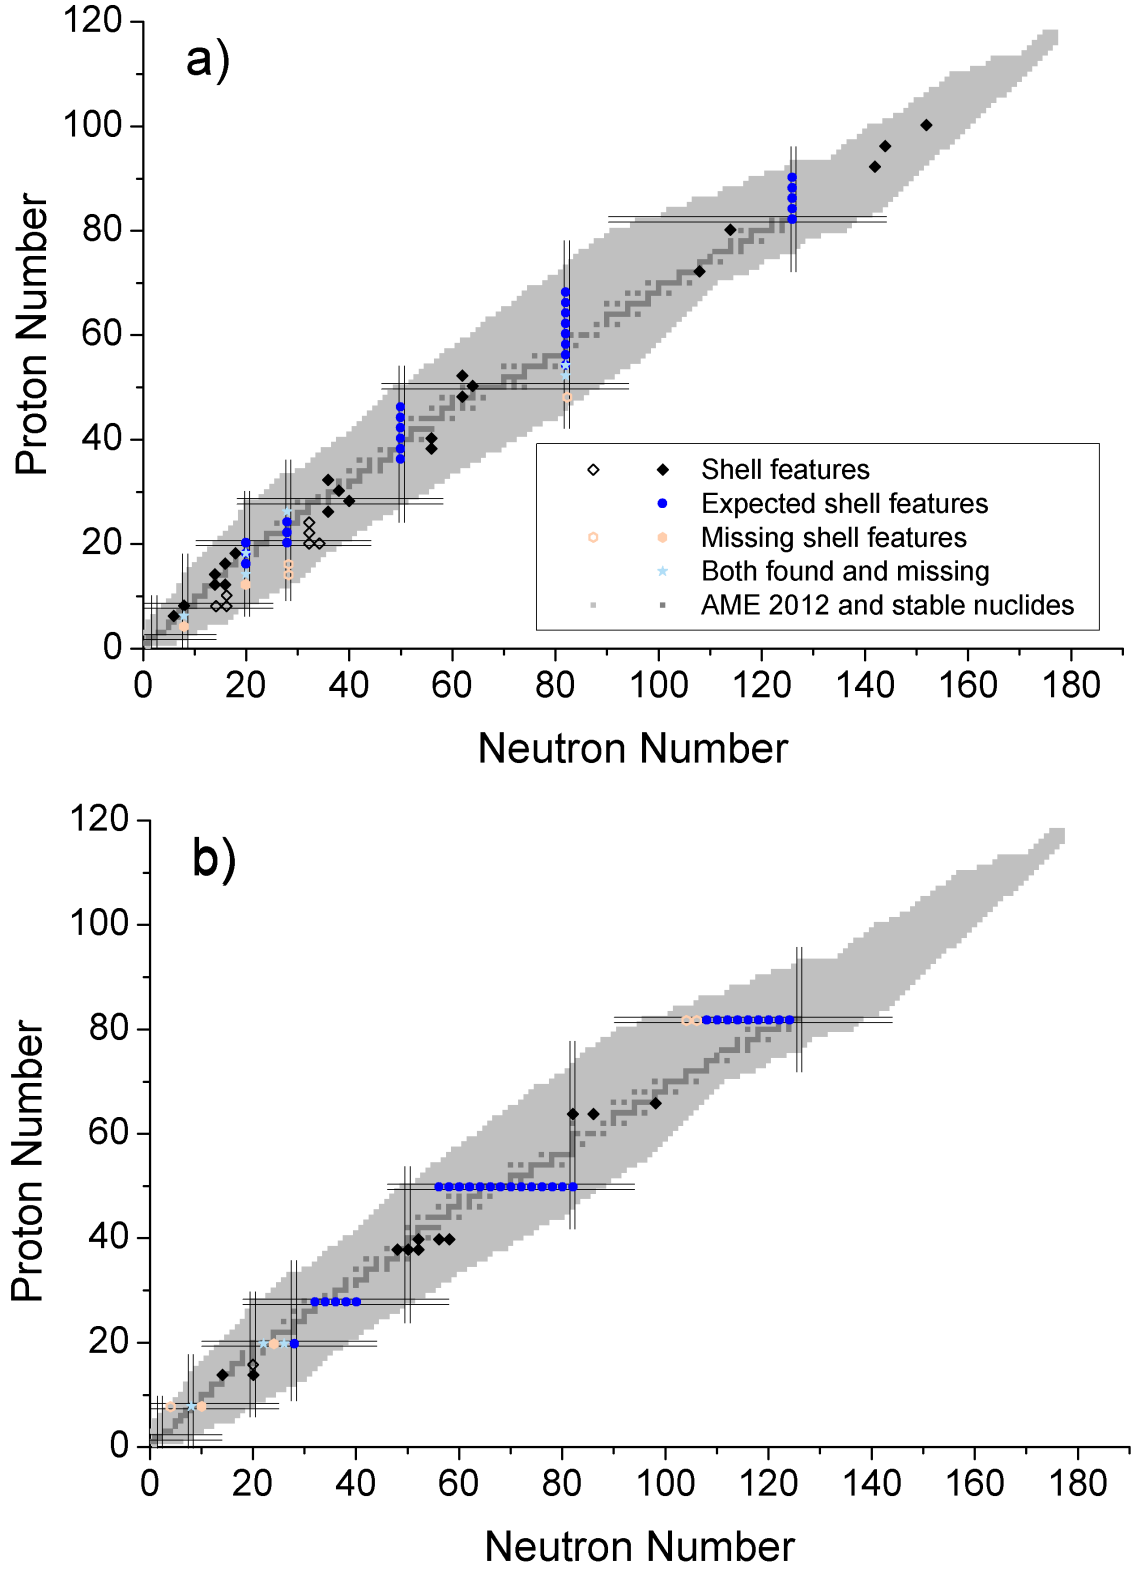 a)
120
100
80
60
40
20
0
Proton Number
Shell features
Expected shell features
Missing shell features
Both found and missing
AME 2012 and stable nuclides
0 20 40 60 80 100 120 140 160 180
Neutron Number
b)
120
100
80
60
40
20
0
Proton Number
0 20 40 60 80 100 120 140 160 180
Neutron Number